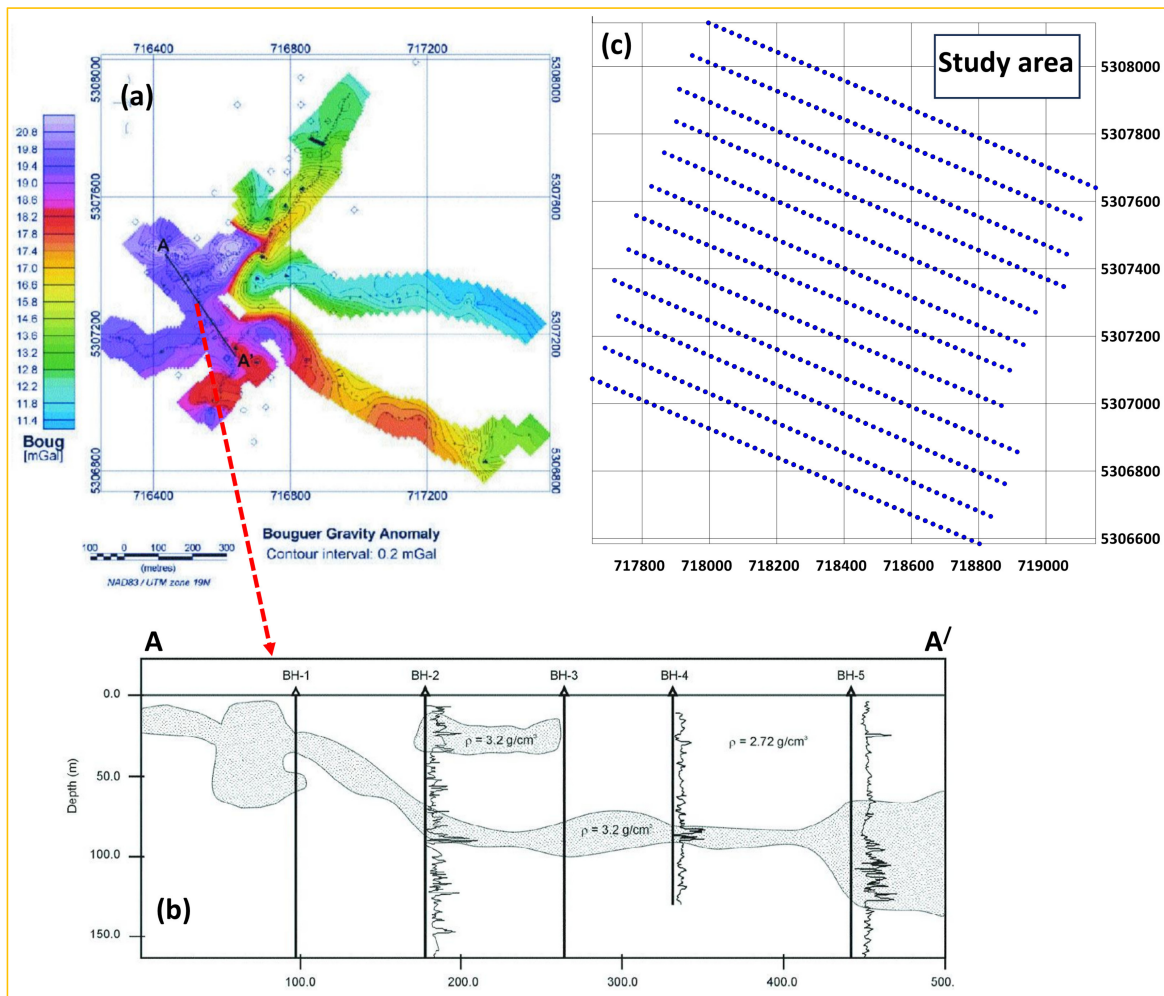 716400 716800 717200
(a)
5308000
5307600
5307200
5306800
5308000
5307600
5307200
5306800
20.8
19.8
19.4
19.0
18.6
18.2
17.8
17.4
17.0
16.6
15.8
14.6
13.6
13.2
12.2
11.8
11.4
Boug
[mGal]
A
A'
716400 716800 717200
Bouguer Gravity Anomaly
Contour interval: 0.2 mGal
100 0 100 200 300
(metres)
NAD83 / UTM zone 19N
(c)
Study area
5308000
5307800
5307600
5307400
5307200
5307000
5306800
5306600
717800 718000 718200 718400 718600 718800 719000
A A/
BH-1 BH-2 BH-3 BH-4 BH-5
0.0
50.0
100.0
150.0
Depth (m)
ρ = 3.2 g/cm³
ρ = 2.72 g/cm³
ρ = 3.2 g/cm³
(b)
100.0 200.0 300.0 400.0 500.